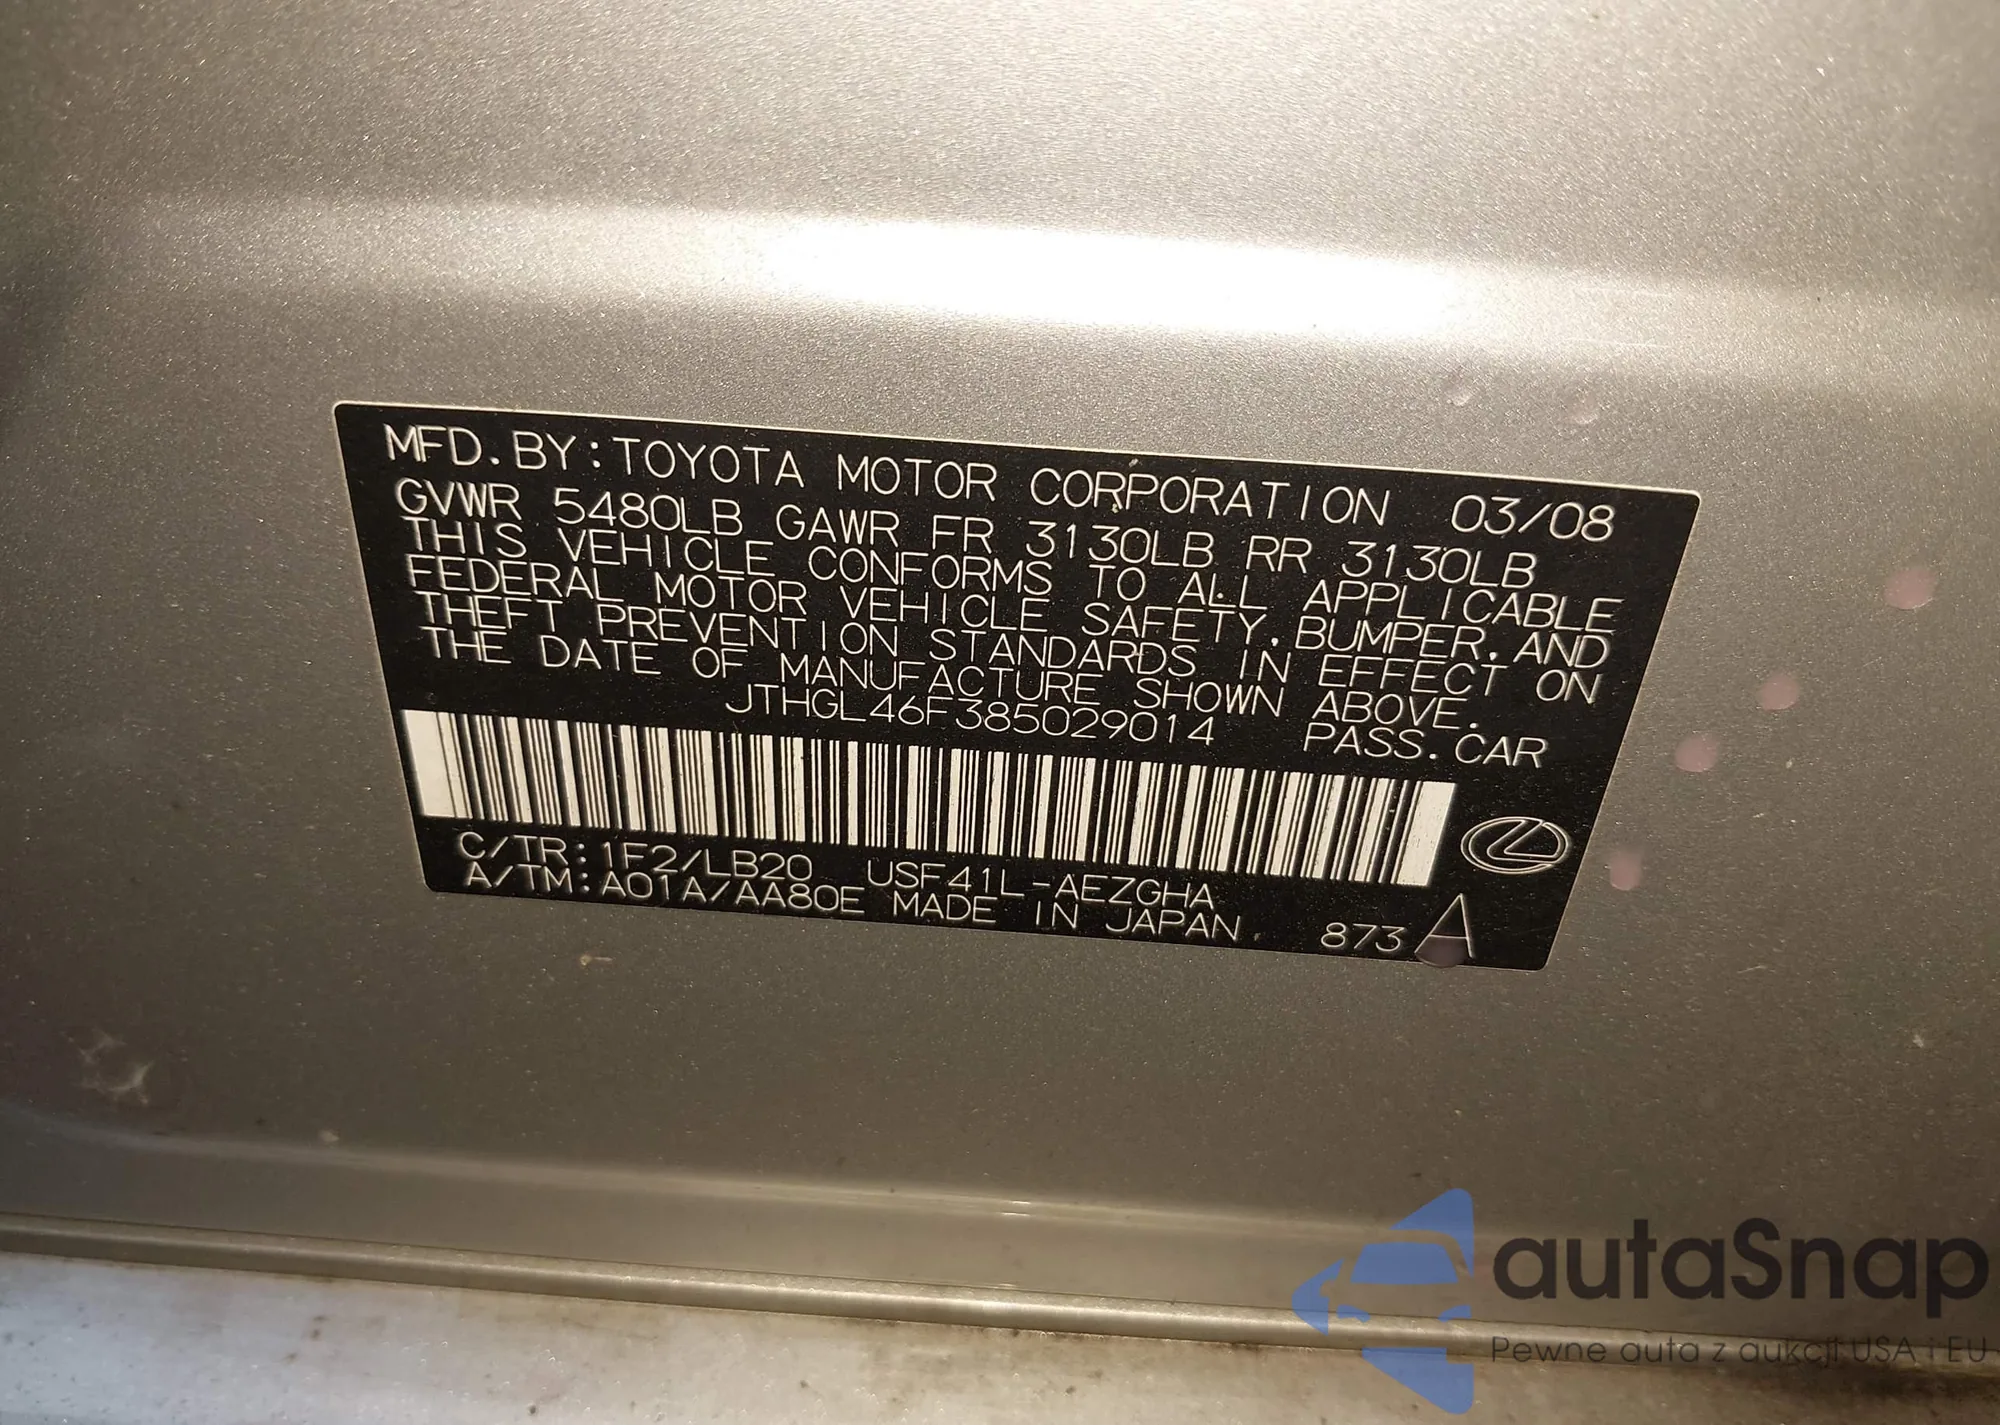 MFD.BY:TOYOTA MOTOR CORPORATION 03/08
GVWR 5480LB GAWR FR 3130LB RR 3130LB
THIS VEHICLE CONFORMS TO ALL APPLICABLE
FEDERAL MOTOR VEHICLE SAFETY,BUMPER,AND
THEFT PREVENTION STANDARDS IN EFFECT ON
THE DATE OF MANUFACTURE SHOWN ABOVE.
JTHGL46F385029014 PASS.CAR
C/TR:1F2/LB20 USF41L-AEZGHA
A/TM:A01A/AA80E MADE IN JAPAN 873A
autaSnap
Pewne auta z aukcji USA i EU